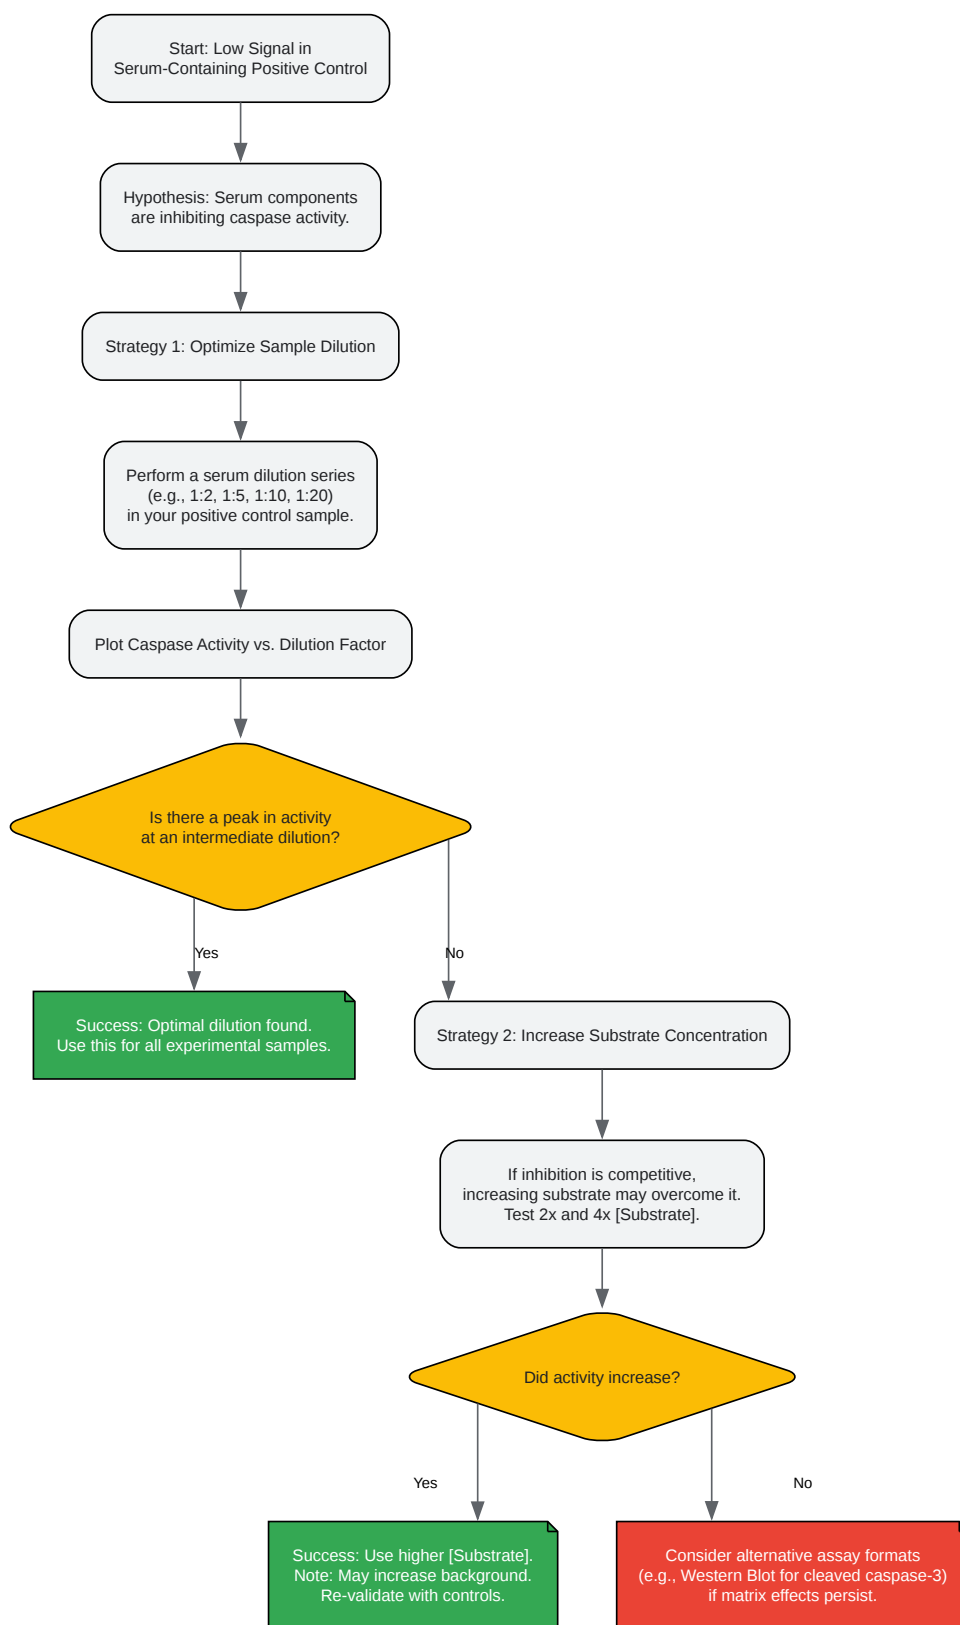 Start: Low Signal in
Serum-Containing Positive Control
Hypothesis: Serum components
are inhibiting caspase activity.
Strategy 1: Optimize Sample Dilution
Perform a serum dilution series
(e.g., 1:2, 1:5, 1:10, 1:20)
in your positive control sample.
Plot Caspase Activity vs. Dilution Factor
Is there a peak in activity
at an intermediate dilution?
Yes
No
Success: Optimal dilution found.
Use this for all experimental samples.
Strategy 2: Increase Substrate Concentration
If inhibition is competitive,
increasing substrate may overcome it.
Test 2x and 4x [Substrate].
Did activity increase?
Yes
No
Success: Use higher [Substrate].
Note: May increase background.
Re-validate with controls.
Consider alternative assay formats
(e.g., Western Blot for cleaved caspase-3)
if matrix effects persist.